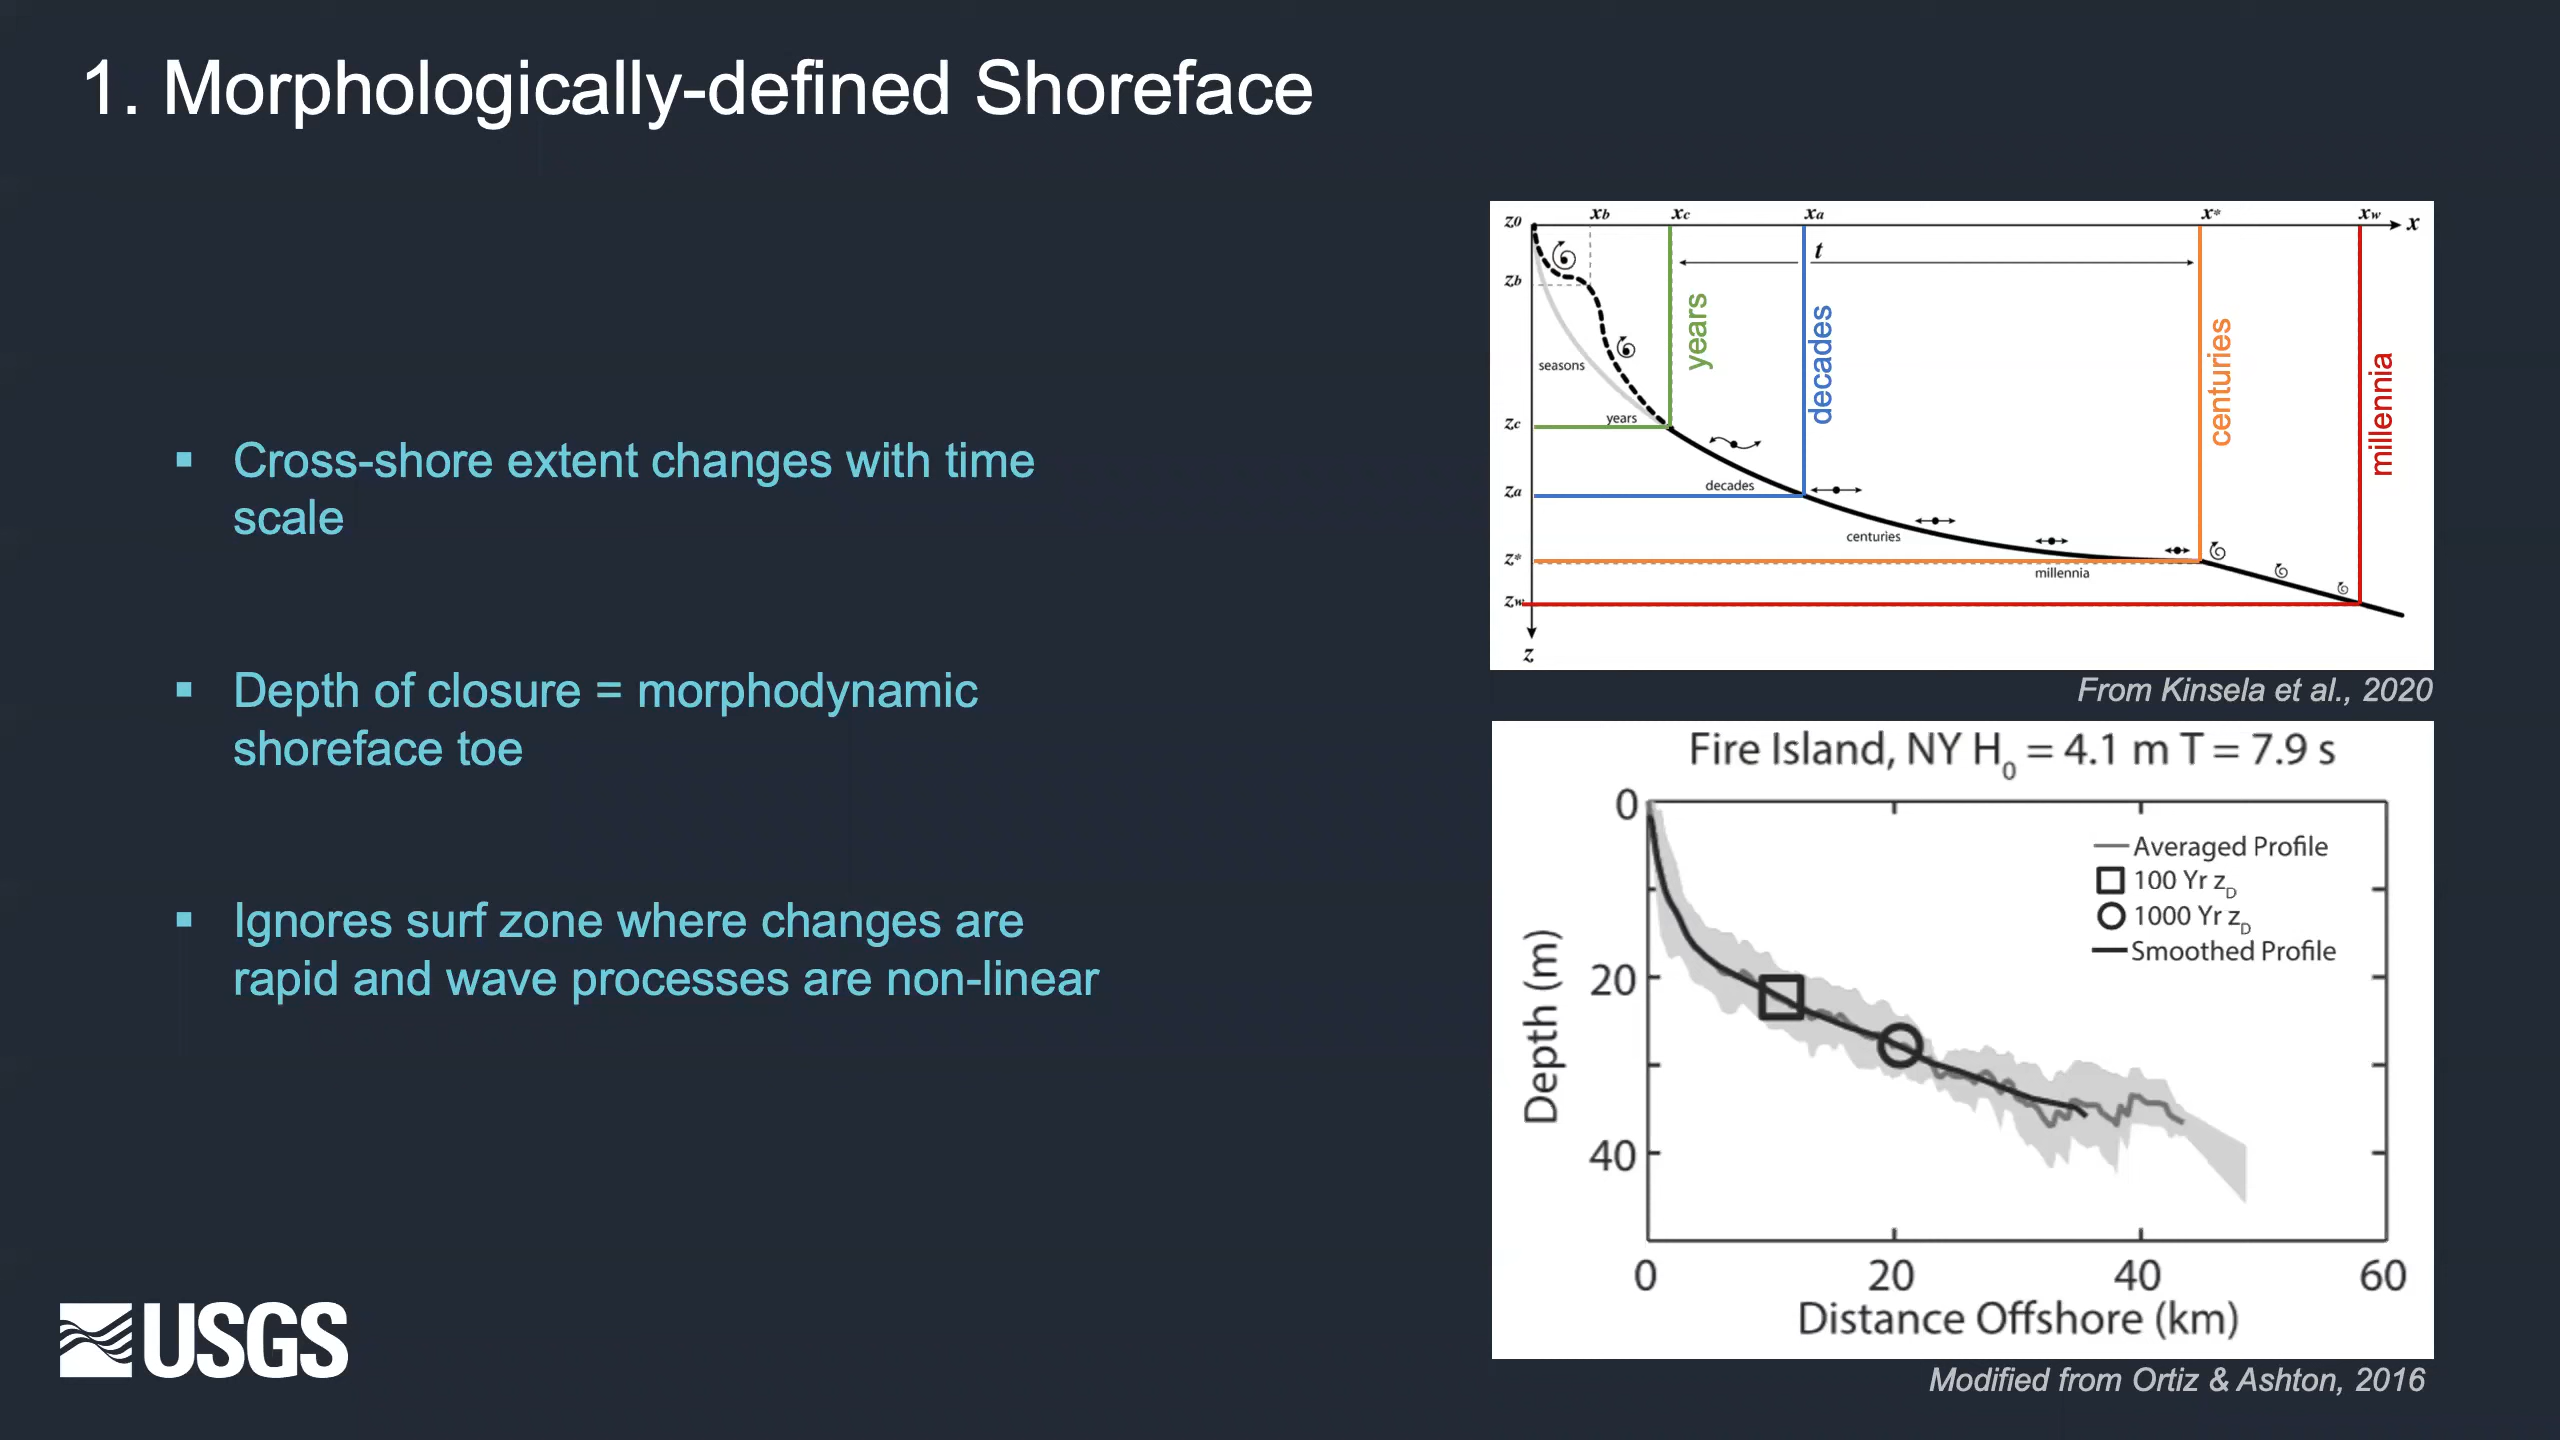 1. Morphologically-defined Shoreface
▪ Cross-shore extent changes with time
scale
▪ Depth of closure = morphodynamic
shoreface toe
▪ Ignores surf zone where changes are
rapid and wave processes are non-linear
USGS
z0 xb xc xa x* xw x
t
zb
years
decades
centuries
millennia
seasons
zc years
za decades
centuries
z*
millennia
zw
z
From Kinsela et al., 2020
Fire Island, NY H0 = 4.1 m T = 7.9 s
0
Averaged Profile
100 Yr zD
1000 Yr zD
Smoothed Profile
20
40
Depth (m)
0 20 40 60
Distance Offshore (km)
Modified from Ortiz & Ashton, 2016